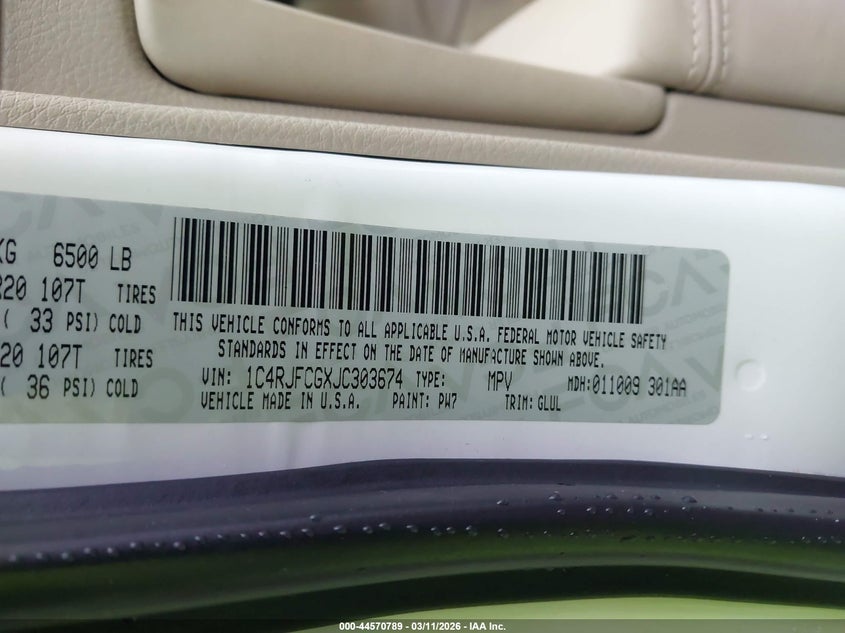 KG 6500 LB
R20 107T TIRES
( 33 PSI) COLD
20 107T TIRES
( 36 PSI) COLD
THIS VEHICLE CONFORMS TO ALL APPLICABLE U.S.A. FEDERAL MOTOR VEHICLE SAFETY
STANDARDS IN EFFECT ON THE DATE OF MANUFACTURE SHOWN ABOVE.
VIN: 1C4RJFCGXJC303674 TYPE: MPV MDH:011009 301AA
VEHICLE MADE IN U.S.A. PAINT: PW7 TRIM: GLUL
000-44570789 - 03/11/2026 - IAA Inc.